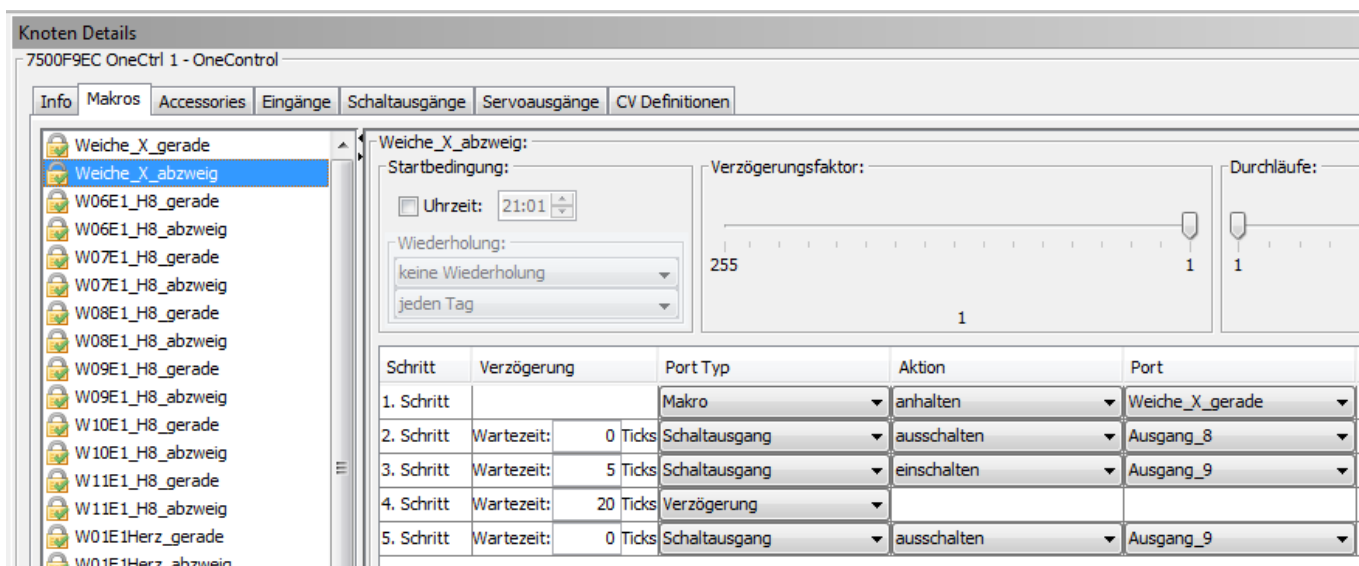 Knoten Details
7500F9EC OneCtrl 1 - OneControl
Info Makros Accessories Eingänge Schaltausgänge Servoausgänge CV Definitionen
Weiche_X_gerade
Weiche_X_abzweig
W06E1_H8_gerade
W06E1_H8_abzweig
W07E1_H8_gerade
W07E1_H8_abzweig
W08E1_H8_gerade
W08E1_H8_abzweig
W09E1_H8_gerade
W09E1_H8_abzweig
W10E1_H8_gerade
W10E1_H8_abzweig
W11E1_H8_gerade
W11E1_H8_abzweig
W01E1Herz_gerade
W01E1Herz_abzweig
Weiche_X_abzweig:
Startbedingung:
Uhrzeit: 21:01
Wiederholung:
keine Wiederholung
jeden Tag
Verzögerungsfaktor:
255 1
1
Durchläufe:
1
Schritt Verzögerung Port Typ Aktion Port
1. Schritt Makro anhalten Weiche_X_gerade
2. Schritt Wartezeit: 0 Ticks Schaltausgang ausschalten Ausgang_8
3. Schritt Wartezeit: 5 Ticks Schaltausgang einschalten Ausgang_9
4. Schritt Wartezeit: 20 Ticks Verzögerung
5. Schritt Wartezeit: 0 Ticks Schaltausgang ausschalten Ausgang_9